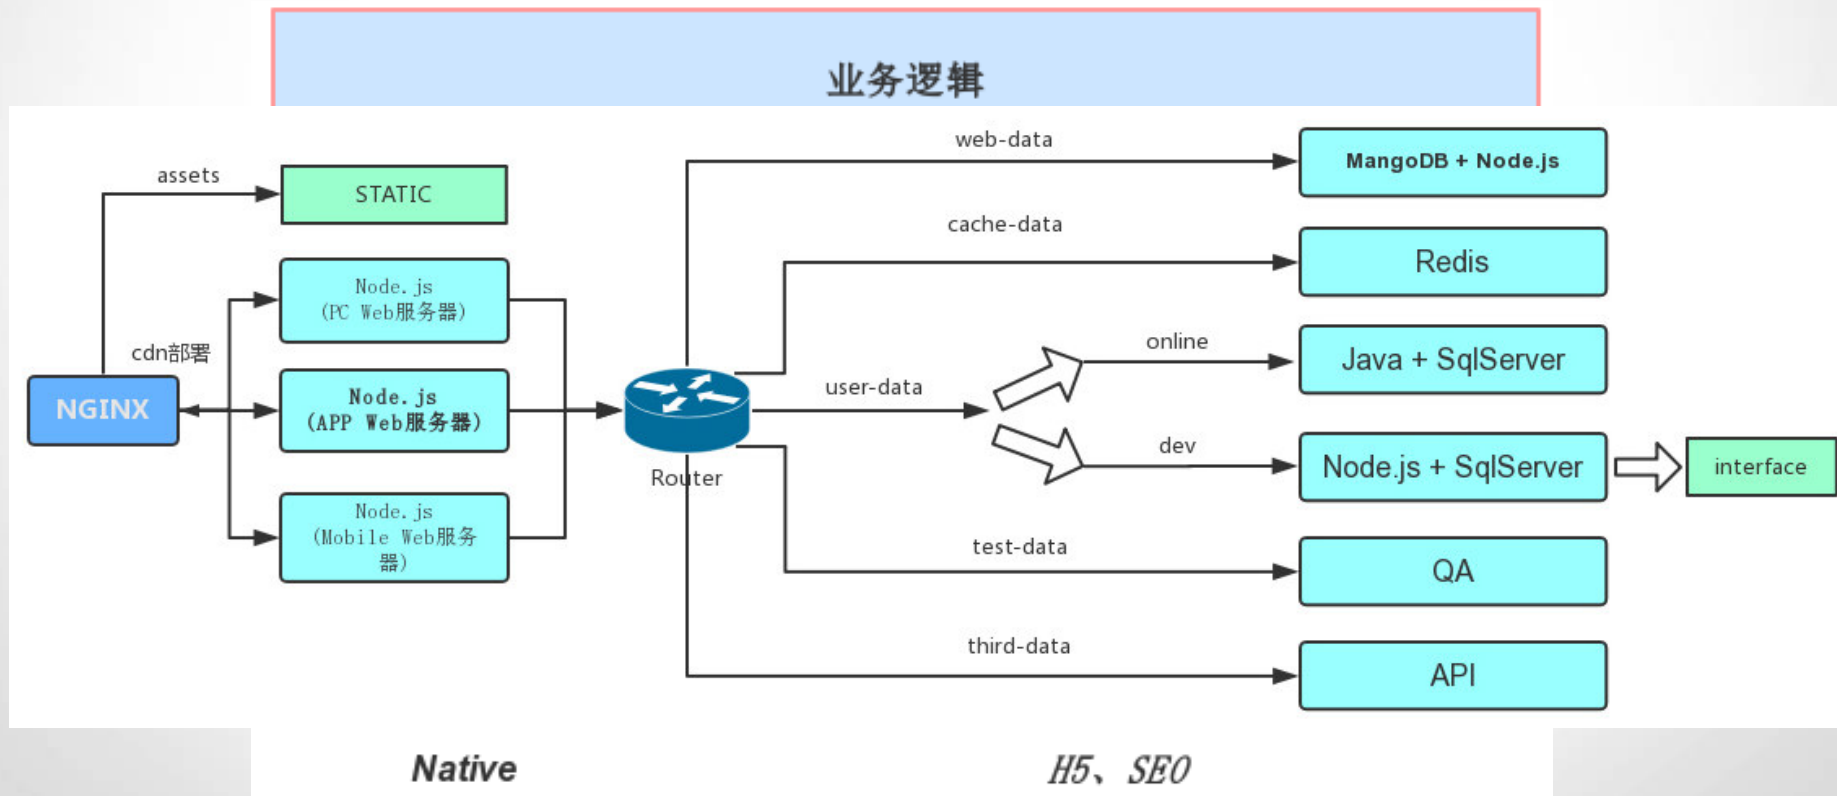 业务逻辑
assets
STATIC
Node.js
(PC Web服务器)
cdn部署
NGINX
Node.js
(APP Web服务器)
Node.js
(Mobile Web服务
器)
Router
web-data
MangoDB + Node.js
cache-data
Redis
user-data
online
Java + SqlServer
dev
Node.js + SqlServer
interface
test-data
QA
third-data
API
Native
H5、SEO